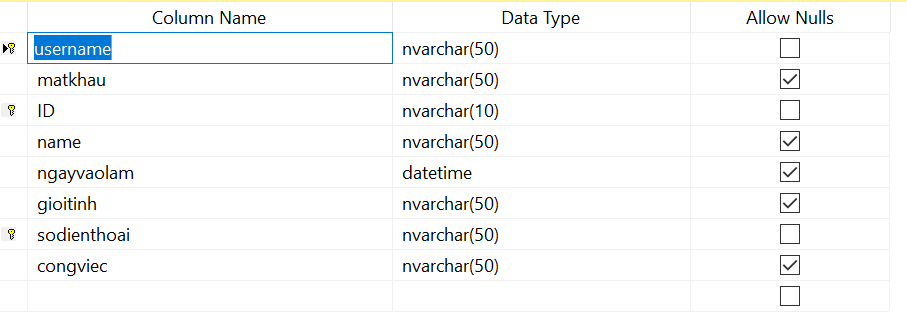 Column Name Data Type Allow Nulls
username nvarchar(50)
matkhau nvarchar(50)
ID nvarchar(10)
name nvarchar(50)
ngayvaolam datetime
gioitinh nvarchar(50)
sodienthoai nvarchar(50)
congviec nvarchar(50)